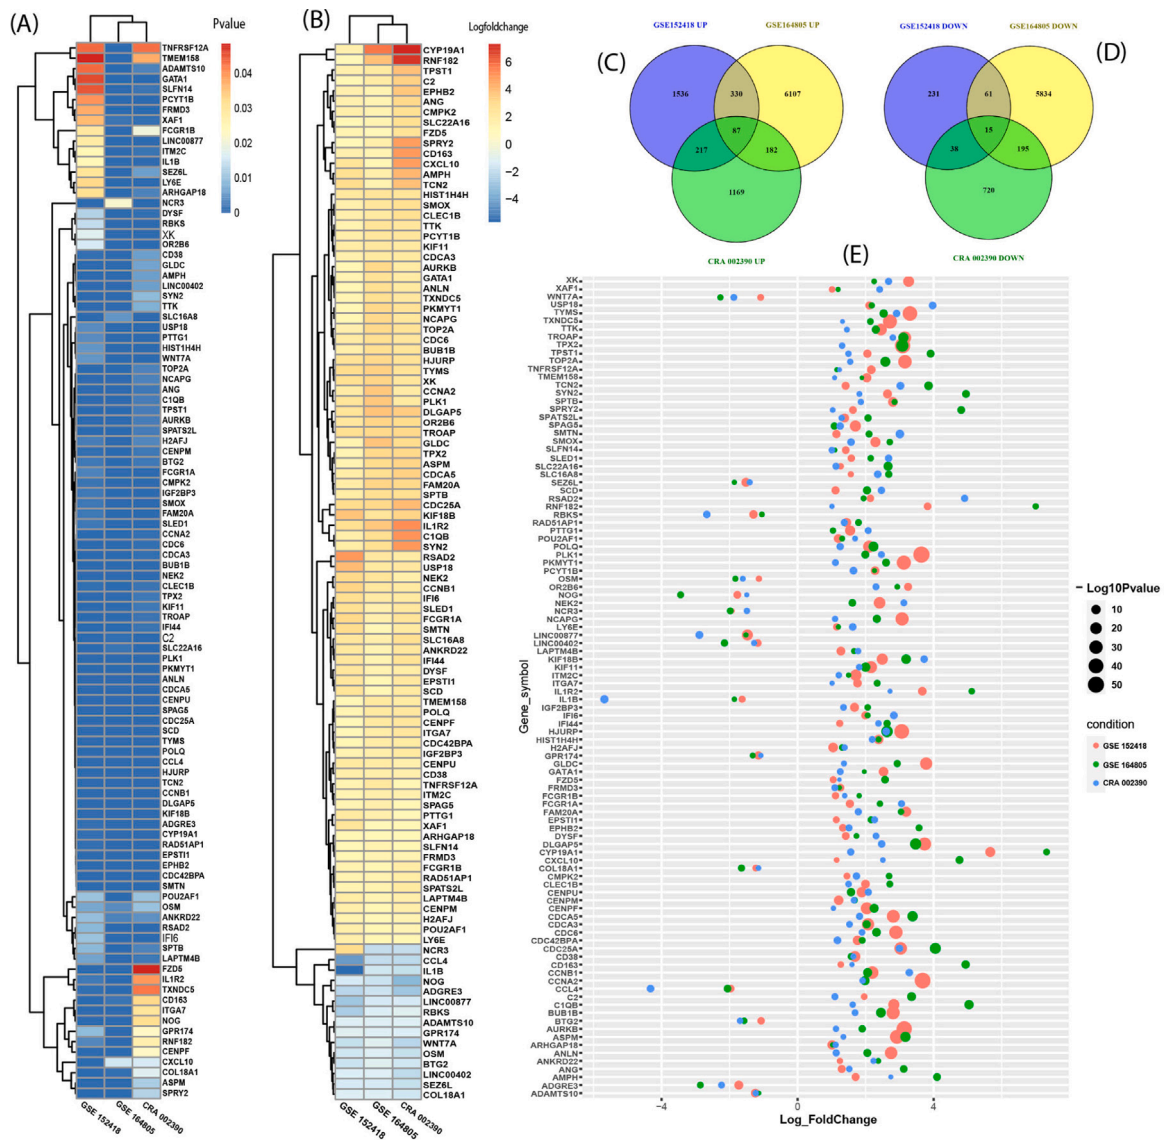 (A)
Pvalue
0.04
0.03
0.02
0.01
0
TNFRSF12A
TMEM158
ADAMTS10
GATA1
SLFN14
PCYT1B
FRMD3
XAF1
FCGR1B
LINC00877
ITM2C
IL1B
SEZ6L
LY6E
ARHGAP18
NCR3
DYSF
RBKS
XK
OR2B6
CD38
GLDC
AMPH
LINC00402
SYN2
TTK
SLC16A8
USP18
PTTG1
HIST1H4H
WNT7A
TOP2A
NCAPG
ANG
C1QB
TPST1
AURKB
SPATS2L
H2AFJ
CENPM
BTG2
FCGR1A
CMPK2
IGF2BP3
SMOX
FAM20A
SLED1
CCNA2
CDC6
CDCA3
BUB1B
NEK2
CLEC1B
TPX2
KIF11
TROAP
IFI44
C2
SLC22A16
PLK1
PKMYT1
ANLN
CDCA5
CENPU
SPAG5
CDC25A
SCD
TYMS
POLQ
CCL4
HJURP
TCN2
CCNB1
DLGAP5
KIF18B
ADGRE3
CYP19A1
RAD51AP1
EPSTI1
EPHB2
CDC42BPA
SMTN
POU2AF1
OSM
ANKRD22
RSAD2
IFI6
SPTB
LAPTM4B
FZD5
IL1R2
TXNDC5
CD163
ITGA7
NOG
GPR174
RNF182
CENPF
CXCL10
COL18A1
ASPM
SPRY2
GSE 152418
GSE 164805
CRA 002390
(B)
Logfoldchange
6
4
2
0
−2
−4
CYP19A1
RNF182
TPST1
C2
EPHB2
ANG
CMPK2
SLC22A16
FZD5
SPRY2
CD163
CXCL10
AMPH
TCN2
HIST1H4H
SMOX
CLEC1B
TTK
PCYT1B
KIF11
CDCA3
AURKB
GATA1
ANLN
TXNDC5
PKMYT1
NCAPG
TOP2A
CDC6
BUB1B
HJURP
TYMS
XK
CCNA2
PLK1
DLGAP5
OR2B6
TROAP
GLDC
TPX2
ASPM
CDCA5
FAM20A
SPTB
CDC25A
KIF18B
IL1R2
C1QB
SYN2
RSAD2
USP18
NEK2
CCNB1
IFI6
SLED1
FCGR1A
SMTN
SLC16A8
ANKRD22
IFI44
DYSF
EPSTI1
SCD
TMEM158
POLQ
CENPF
ITGA7
CDC42BPA
IGF2BP3
CENPU
CD38
TNFRSF12A
ITM2C
SPAG5
PTTG1
XAF1
ARHGAP18
SLFN14
FRMD3
FCGR1B
RAD51AP1
SPATS2L
LAPTM4B
CENPM
H2AFJ
POU2AF1
LY6E
NCR3
CCL4
IL1B
NOG
ADGRE3
LINC00877
RBKS
ADAMTS10
GPR174
WNT7A
OSM
BTG2
LINC00402
SEZ6L
COL18A1
GSE 152418
GSE 164805
CRA 002390
(C)
GSE152418 UP
GSE164805 UP
1536
330
6107
87
217
182
1169
CRA 002390 UP
(D)
GSE152418 DOWN
GSE164805 DOWN
231
61
5834
15
38
195
720
CRA 002390 DOWN
(E)
Gene_symbol
XK
XAF1
WNT7A
USP18
TYMS
TXNDC5
TTK
TROAP
TPX2
TPST1
TOP2A
TNFRSF12A
TMEM158
TCN2
SYN2
SPTB
SPRY2
SPATS2L
SPAG5
SMTN
SMOX
SLFN14
SLED1
SLC22A16
SLC16A8
SEZ6L
SCD
RSAD2
RNF182
RBKS
RAD51AP1
PTTG1
POU2AF1
POLQ
PLK1
PKMYT1
PCYT1B
OSM
OR2B6
NOG
NEK2
NCR3
NCAPG
LY6E
LINC00877
LINC00402
LAPTM4B
KIF18B
KIF11
ITM2C
ITGA7
IL1R2
IL1B
IGF2BP3
IFI6
IFI44
HJURP
HIST1H4H
H2AFJ
GPR174
GLDC
GATA1
FZD5
FRMD3
FCGR1B
FCGR1A
FAM20A
EPSTI1
EPHB2
DYSF
DLGAP5
CYP19A1
CXCL10
COL18A1
CMPK2
CLEC1B
CENPU
CENPM
CENPF
CDCA5
CDCA3
CDC6
CDC42BPA
CDC25A
CD38
CD163
CCNB1
CCNA2
CCL4
C2
C1QB
BUB1B
BTG2
AURKB
ASPM
ARHGAP18
ANLN
ANKRD22
ANG
AMPH
ADGRE3
ADAMTS10
−4
0
4
Log_FoldChange
− Log10Pvalue
10
20
30
40
50
condition
GSE 152418
GSE 164805
CRA 002390